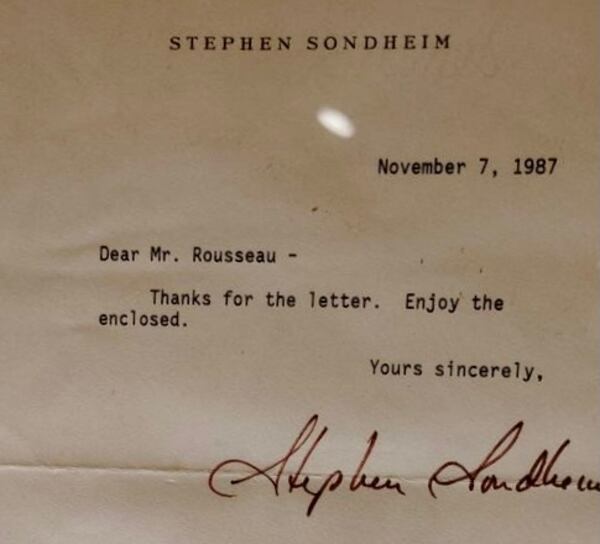 STEPHEN SONDHEIM
November 7, 1987
Dear Mr. Rousseau -
Thanks for the letter. Enjoy the
enclosed.
Yours sincerely,
Stephen Sondheim